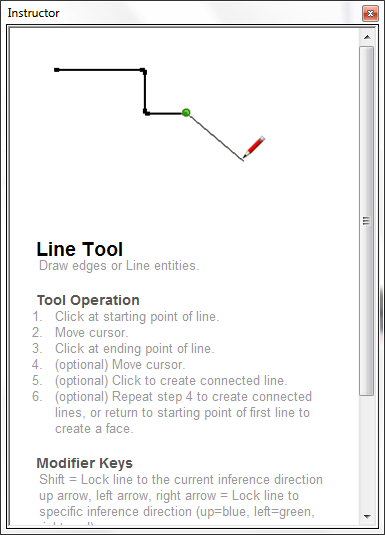 Instructor
Line Tool
Draw edges or Line entities.
Tool Operation
1. Click at starting point of line.
2. Move cursor.
3. Click at ending point of line.
4. (optional) Move cursor.
5. (optional) Click to create connected line.
6. (optional) Repeat step 4 to create connected
lines, or return to starting point of first line to
create a face.
Modifier Keys
Shift = Lock line to the current inference direction
up arrow, left arrow, right arrow = Lock line to
specific inference direction (up=blue, left=green,